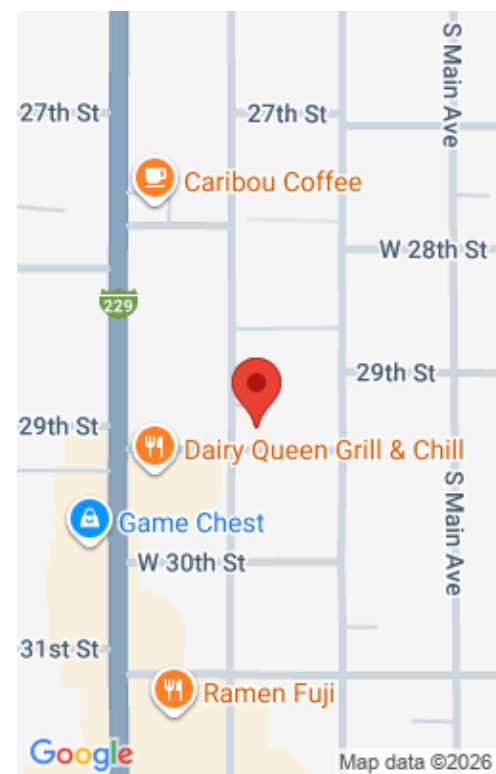 27th St
27th St
S Main Ave
Caribou Coffee
W 28th St
229
29th St
29th St
Dairy Queen Grill & Chill
S Main Ave
Game Chest
W 30th St
31st St
Ramen Fuji
Google
Map data ©2026